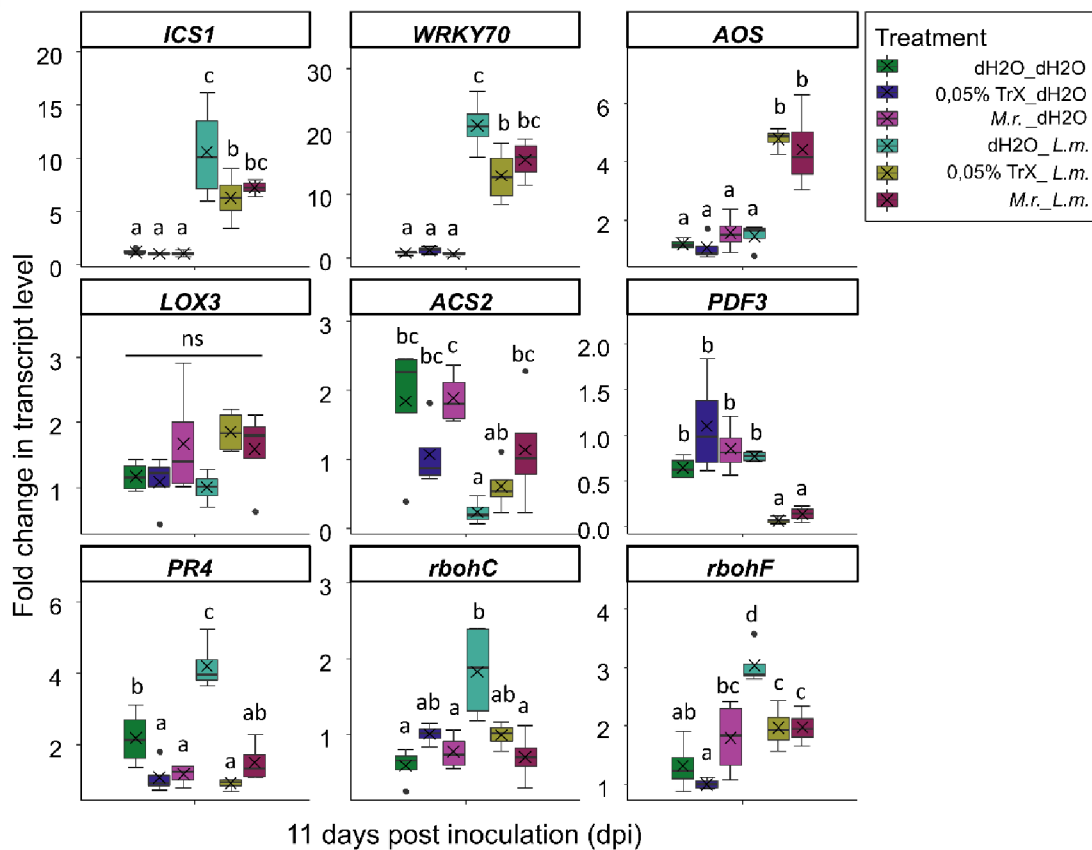 ICS1
WRKY70
AOS
20
15
10
5
0
c
b
bc
a a a
30
20
10
0
c
b
bc
a a a
6
4
2
b
b
a a a a
Treatment
dH2O_dH2O
0,05% TrX_dH2O
M.r._dH2O
dH2O_L.m.
0,05% TrX_L.m.
M.r._L.m.
Fold change in transcript level
LOX3
ACS2
PDF3
3
2
1
ns
3
2
1
0
bc
bc
c
a
ab
bc
2.0
1.5
1.0
0.5
0.0
b
b
b
b
a
a
PR4
rbohC
rbohF
6
4
2
b
a
a
c
a
ab
3
2
1
a
ab
a
b
ab
a
4
3
2
1
ab
a
bc
d
c
c
11 days post inoculation (dpi)